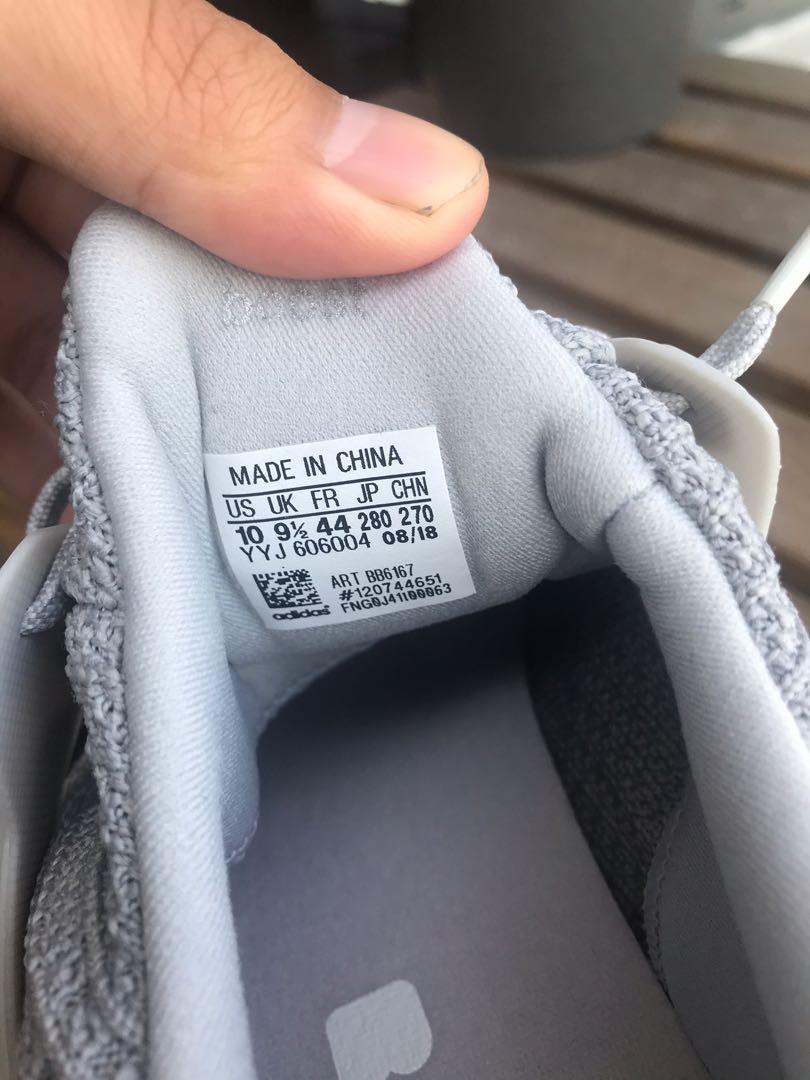 MADE IN CHINA
US UK FR JP CHN
10 9½ 44 280 270
YYJ 606004 08/18
ART BB6167
#120744651
FNG0J41I00063
adidas